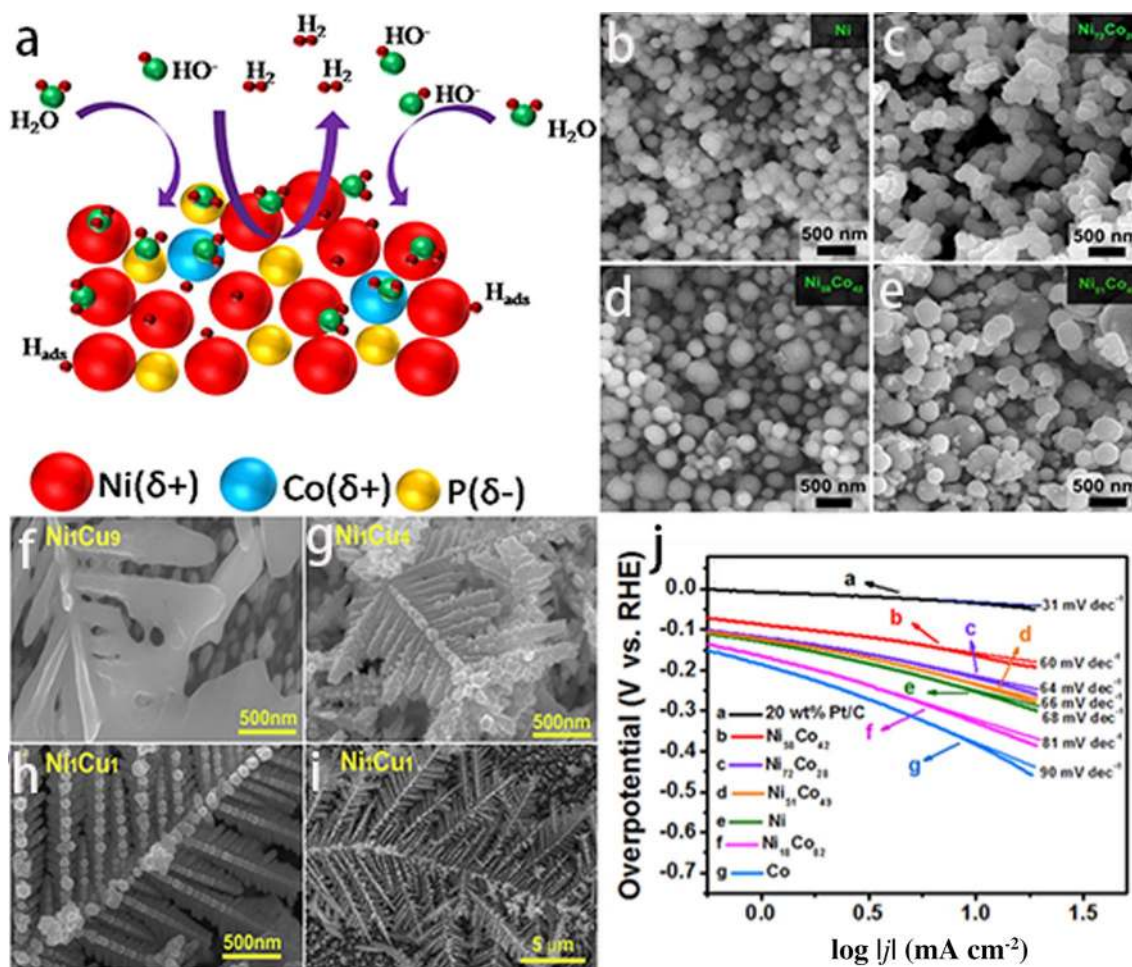 a
H₂
HO⁻
HO⁻
H₂
H₂
HO⁻
H₂O
H₂O
H_ads
H_ads
Ni(δ+) Co(δ+) P(δ-)
b
Ni
500 nm
c
500 nm
d
Ni₅₈Co₄₂
500 nm
e
500 nm
f
Ni₁Cu₉
500nm
g
Ni₁Cu₄
500nm
h
Ni₁Cu₁
500nm
i
Ni₁Cu₁
5 μm
j
Overpotential (V vs. RHE)
0.0
-0.1
-0.2
-0.3
-0.4
-0.5
-0.6
-0.7
a
b
c
d
e
f
g
31 mV dec⁻¹
60 mV dec⁻¹
64 mV dec⁻¹
66 mV dec⁻¹
68 mV dec⁻¹
81 mV dec⁻¹
90 mV dec⁻¹
a 20 wt% Pt/C
b Ni₅₈Co₄₂
c Ni₇₂Co₂₈
d Ni₅₁Co₄₉
e Ni
f Ni₁₈Co₈₂
g Co
0.0 0.5 1.0 1.5
log |j| (mA cm⁻²)